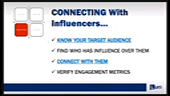 CONNECTING With
Influencers...
✓ KNOW YOUR TARGET AUDIENCE
✓ FIND WHO HAS INFLUENCE OVER THEM
✓ CONNECT WITH THEM
✓ VERIFY ENGAGEMENT METRICS